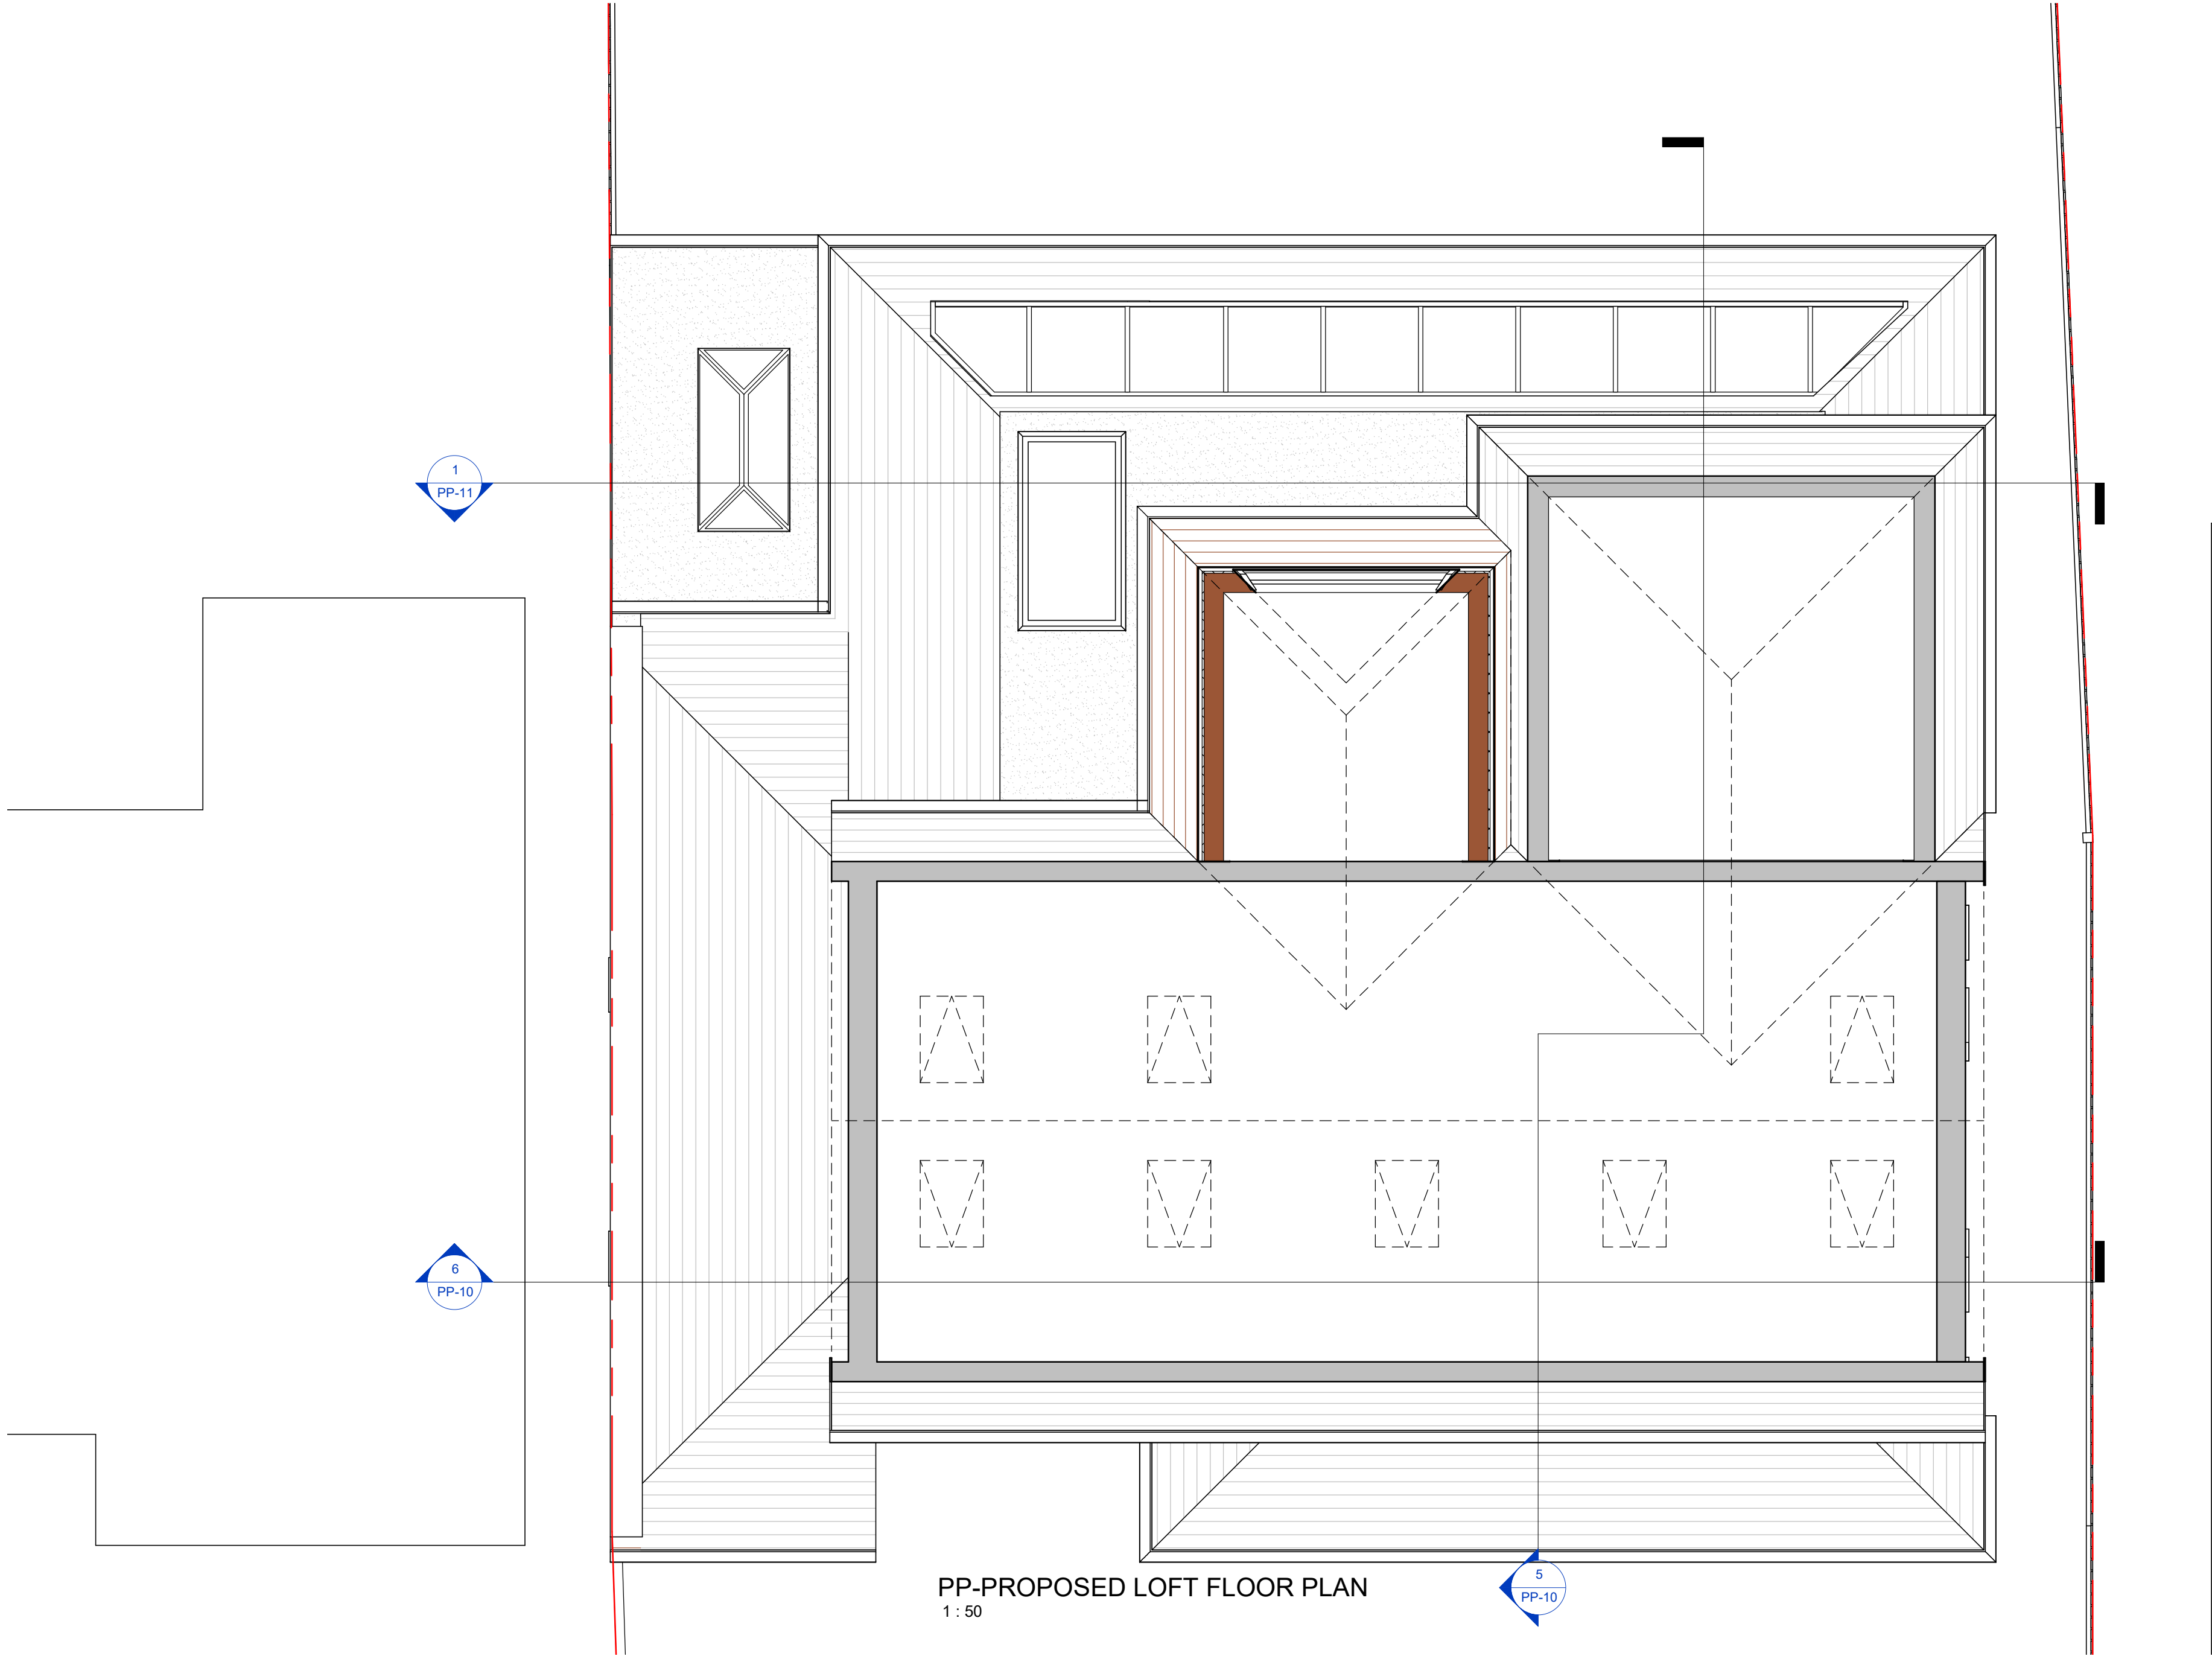 1
PP-11
6
PP-10
PP-PROPOSED LOFT FLOOR PLAN
1 : 50
5
PP-10